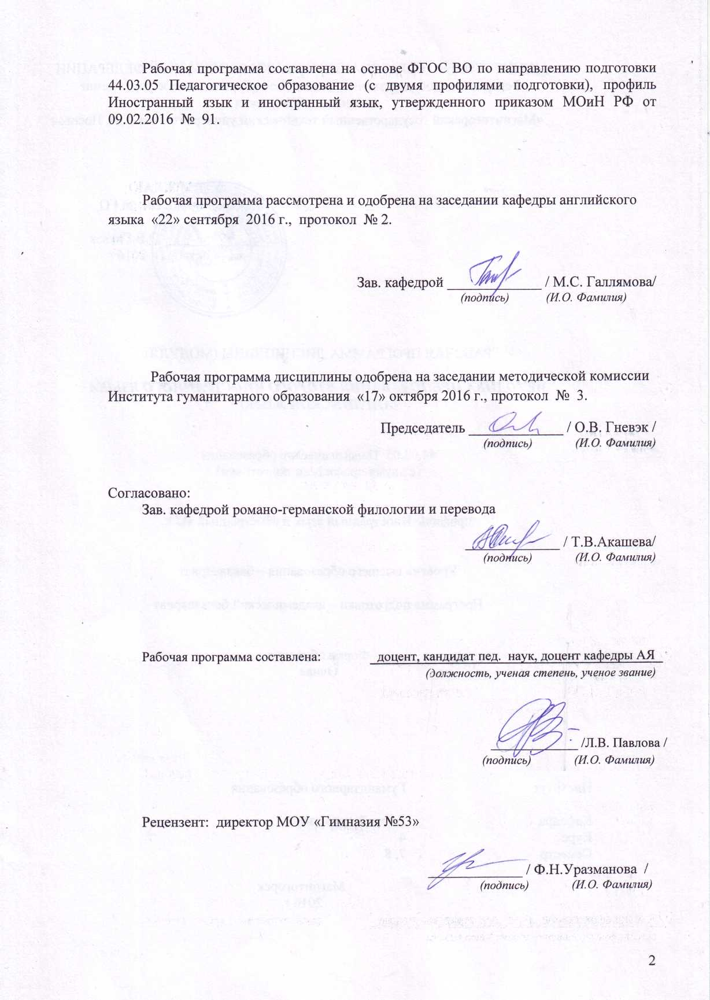 Рабочая программа составлена на основе ФГОС ВО по направлению подготовки
44.03.05 Педагогическое образование (с двумя профилями подготовки), профиль
Иностранный язык и иностранный язык, утвержденного приказом МОиН РФ от
09.02.2016 № 91.
Рабочая программа рассмотрена и одобрена на заседании кафедры английского
языка «22» сентября 2016 г., протокол № 2.
Зав. кафедрой _____________ / М.С. Галлямова/
(подпись) (И.О. Фамилия)
Рабочая программа дисциплины одобрена на заседании методической комиссии
Института гуманитарного образования «17» октября 2016 г., протокол № 3.
Председатель _____________ / О.В. Гневэк /
(подпись) (И.О. Фамилия)
Согласовано:
Зав. кафедрой романо-германской филологии и перевода
_____________ / Т.В.Акашева/
(подпись) (И.О. Фамилия)
Рабочая программа составлена: доцент, кандидат пед. наук, доцент кафедры АЯ
(должность, ученая степень, ученое звание)
_____________ /Л.В. Павлова /
(подпись) (И.О. Фамилия)
Рецензент: директор МОУ «Гимназия №53»
_____________ / Ф.Н.Уразманова /
(подпись) (И.О. Фамилия)
2